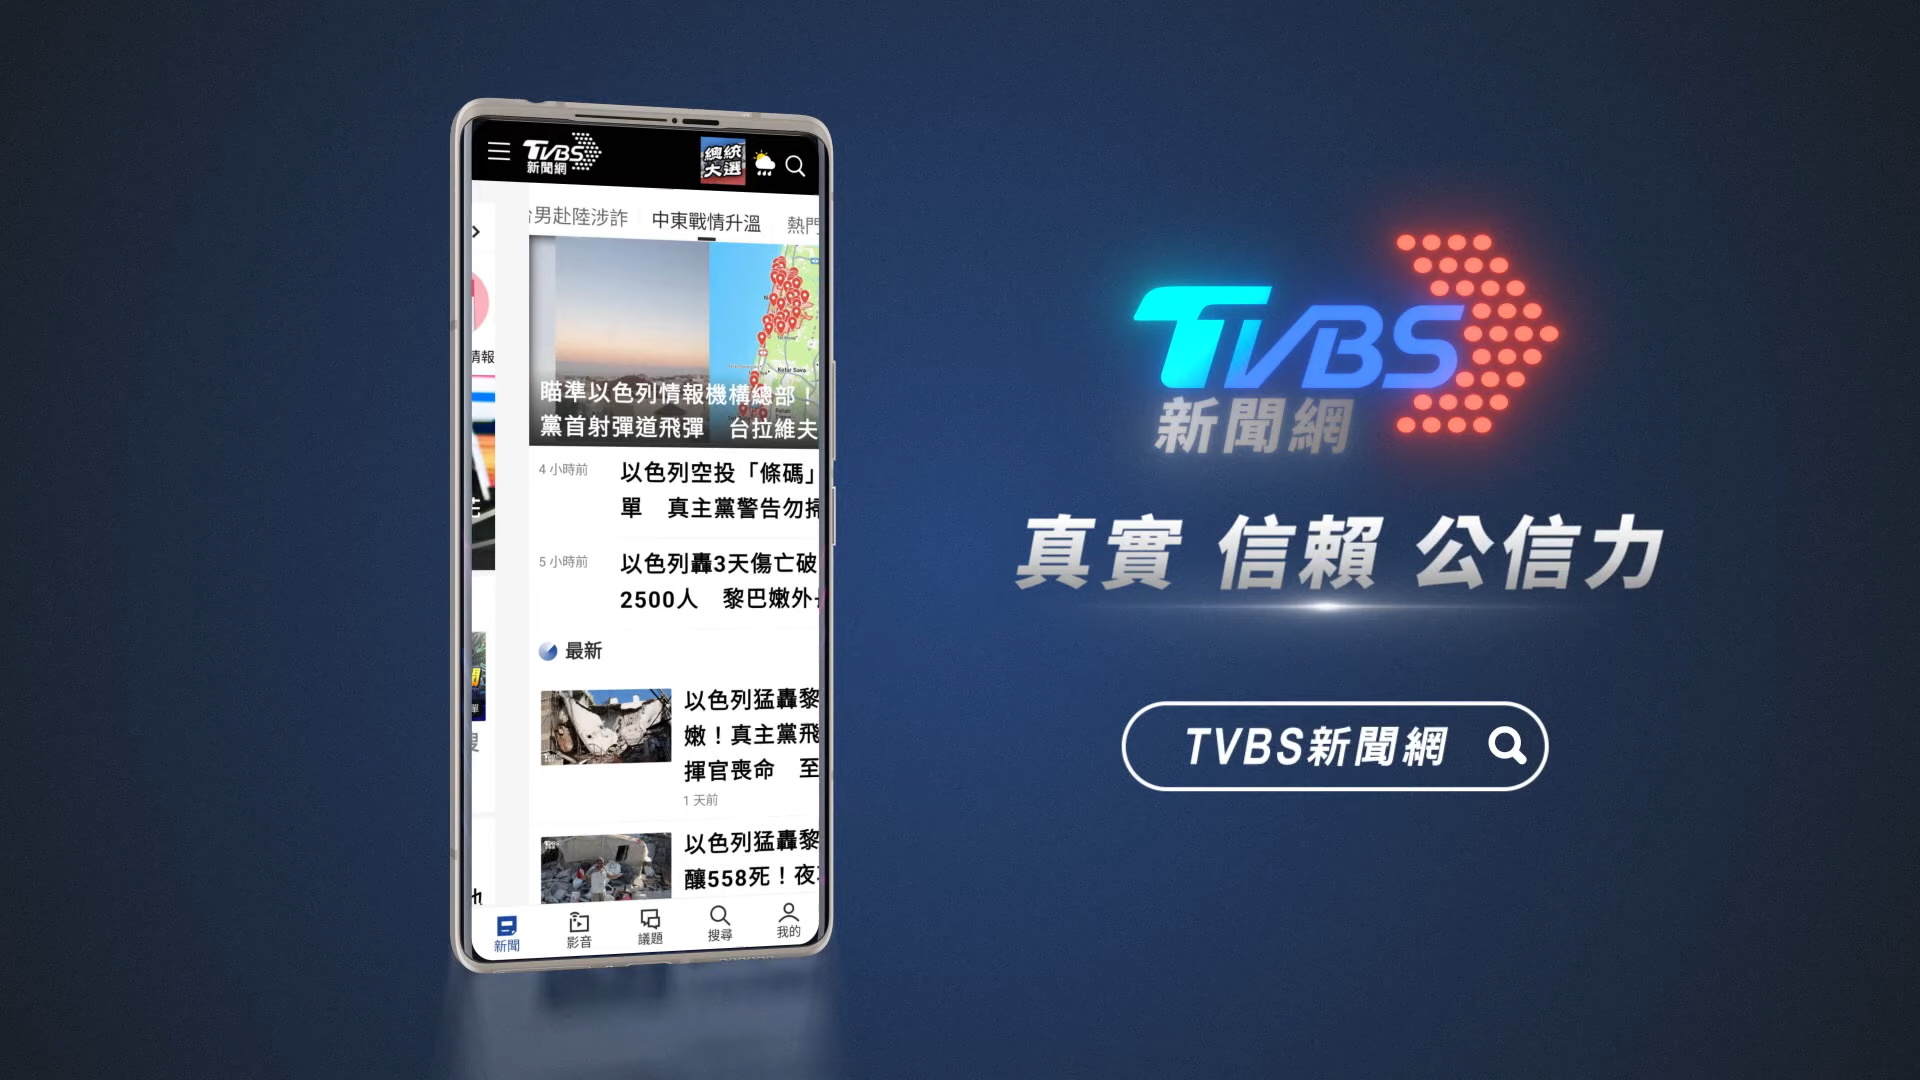 TVBS
新聞網
總統
大選
男赴陸涉詐
中東戰情升溫
熱門
情報
瞄準以色列情報機構總部！
黨首射彈道飛彈　台拉維夫
4 小時前
以色列空投「條碼」
單　真主黨警告勿掃
5 小時前
以色列轟3天傷亡破
2500人　黎巴嫩外長
最新
以色列猛轟黎
嫩！真主黨飛
揮官喪命　至
1 天前
以色列猛轟黎
釀558死！夜
新聞
影音
議題
搜尋
我的
TVBS
新聞網
真實 信賴 公信力
TVBS新聞網